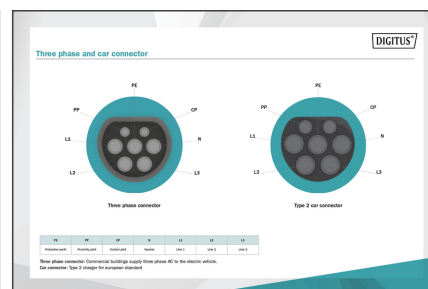 DIGITUS®
Three phase and car connector
PE
PP
CP
L1
N
L2
L3
Three phase connector
PE
PP
CP
L1
N
L2
L3
Type 2 car connector
PE PP CP N L1 L2 L3
Protective earth Proximity pilot Control pilot Neutral Line 1 Line 2 Line 3
Three phase connector: Commercial buildings supply three phase AC to the electric vehicle.
Car connector: Type 2 charger for european standard